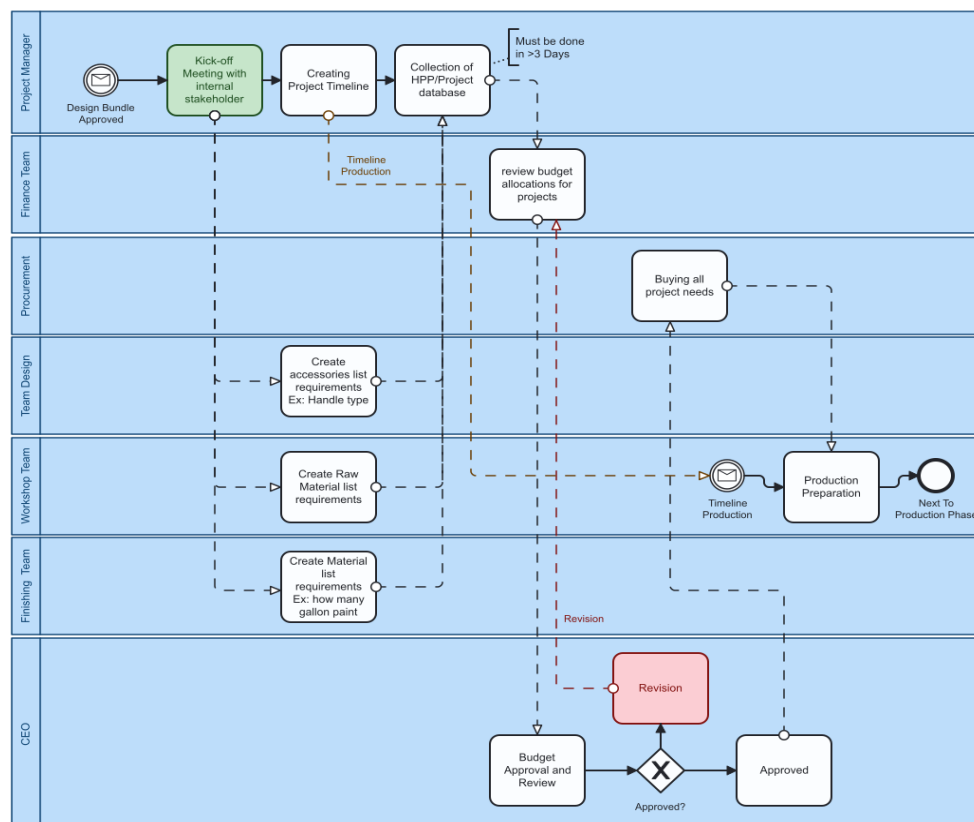 Project Manager
Design Bundle
Approved
Kick-off
Meeting with
internal
stakeholder
Creating
Project Timeline
Collection of
HPP/Project
database
Must be done
in >3 Days
Finance Team
Timeline
Production
review budget
allocations for
projects
Procurement
Buying all
project needs
Team Design
Create
accessories list
requirements
Ex: Handle type
Workshop Team
Create Raw
Material list
requirements
Timeline
Production
Production
Preparation
Next To
Production Phase
Finishing Team
Create Material
list
requirements
Ex: how many
gallon paint
Revision
CEO
Revision
Budget
Approval and
Review
Approved?
Approved